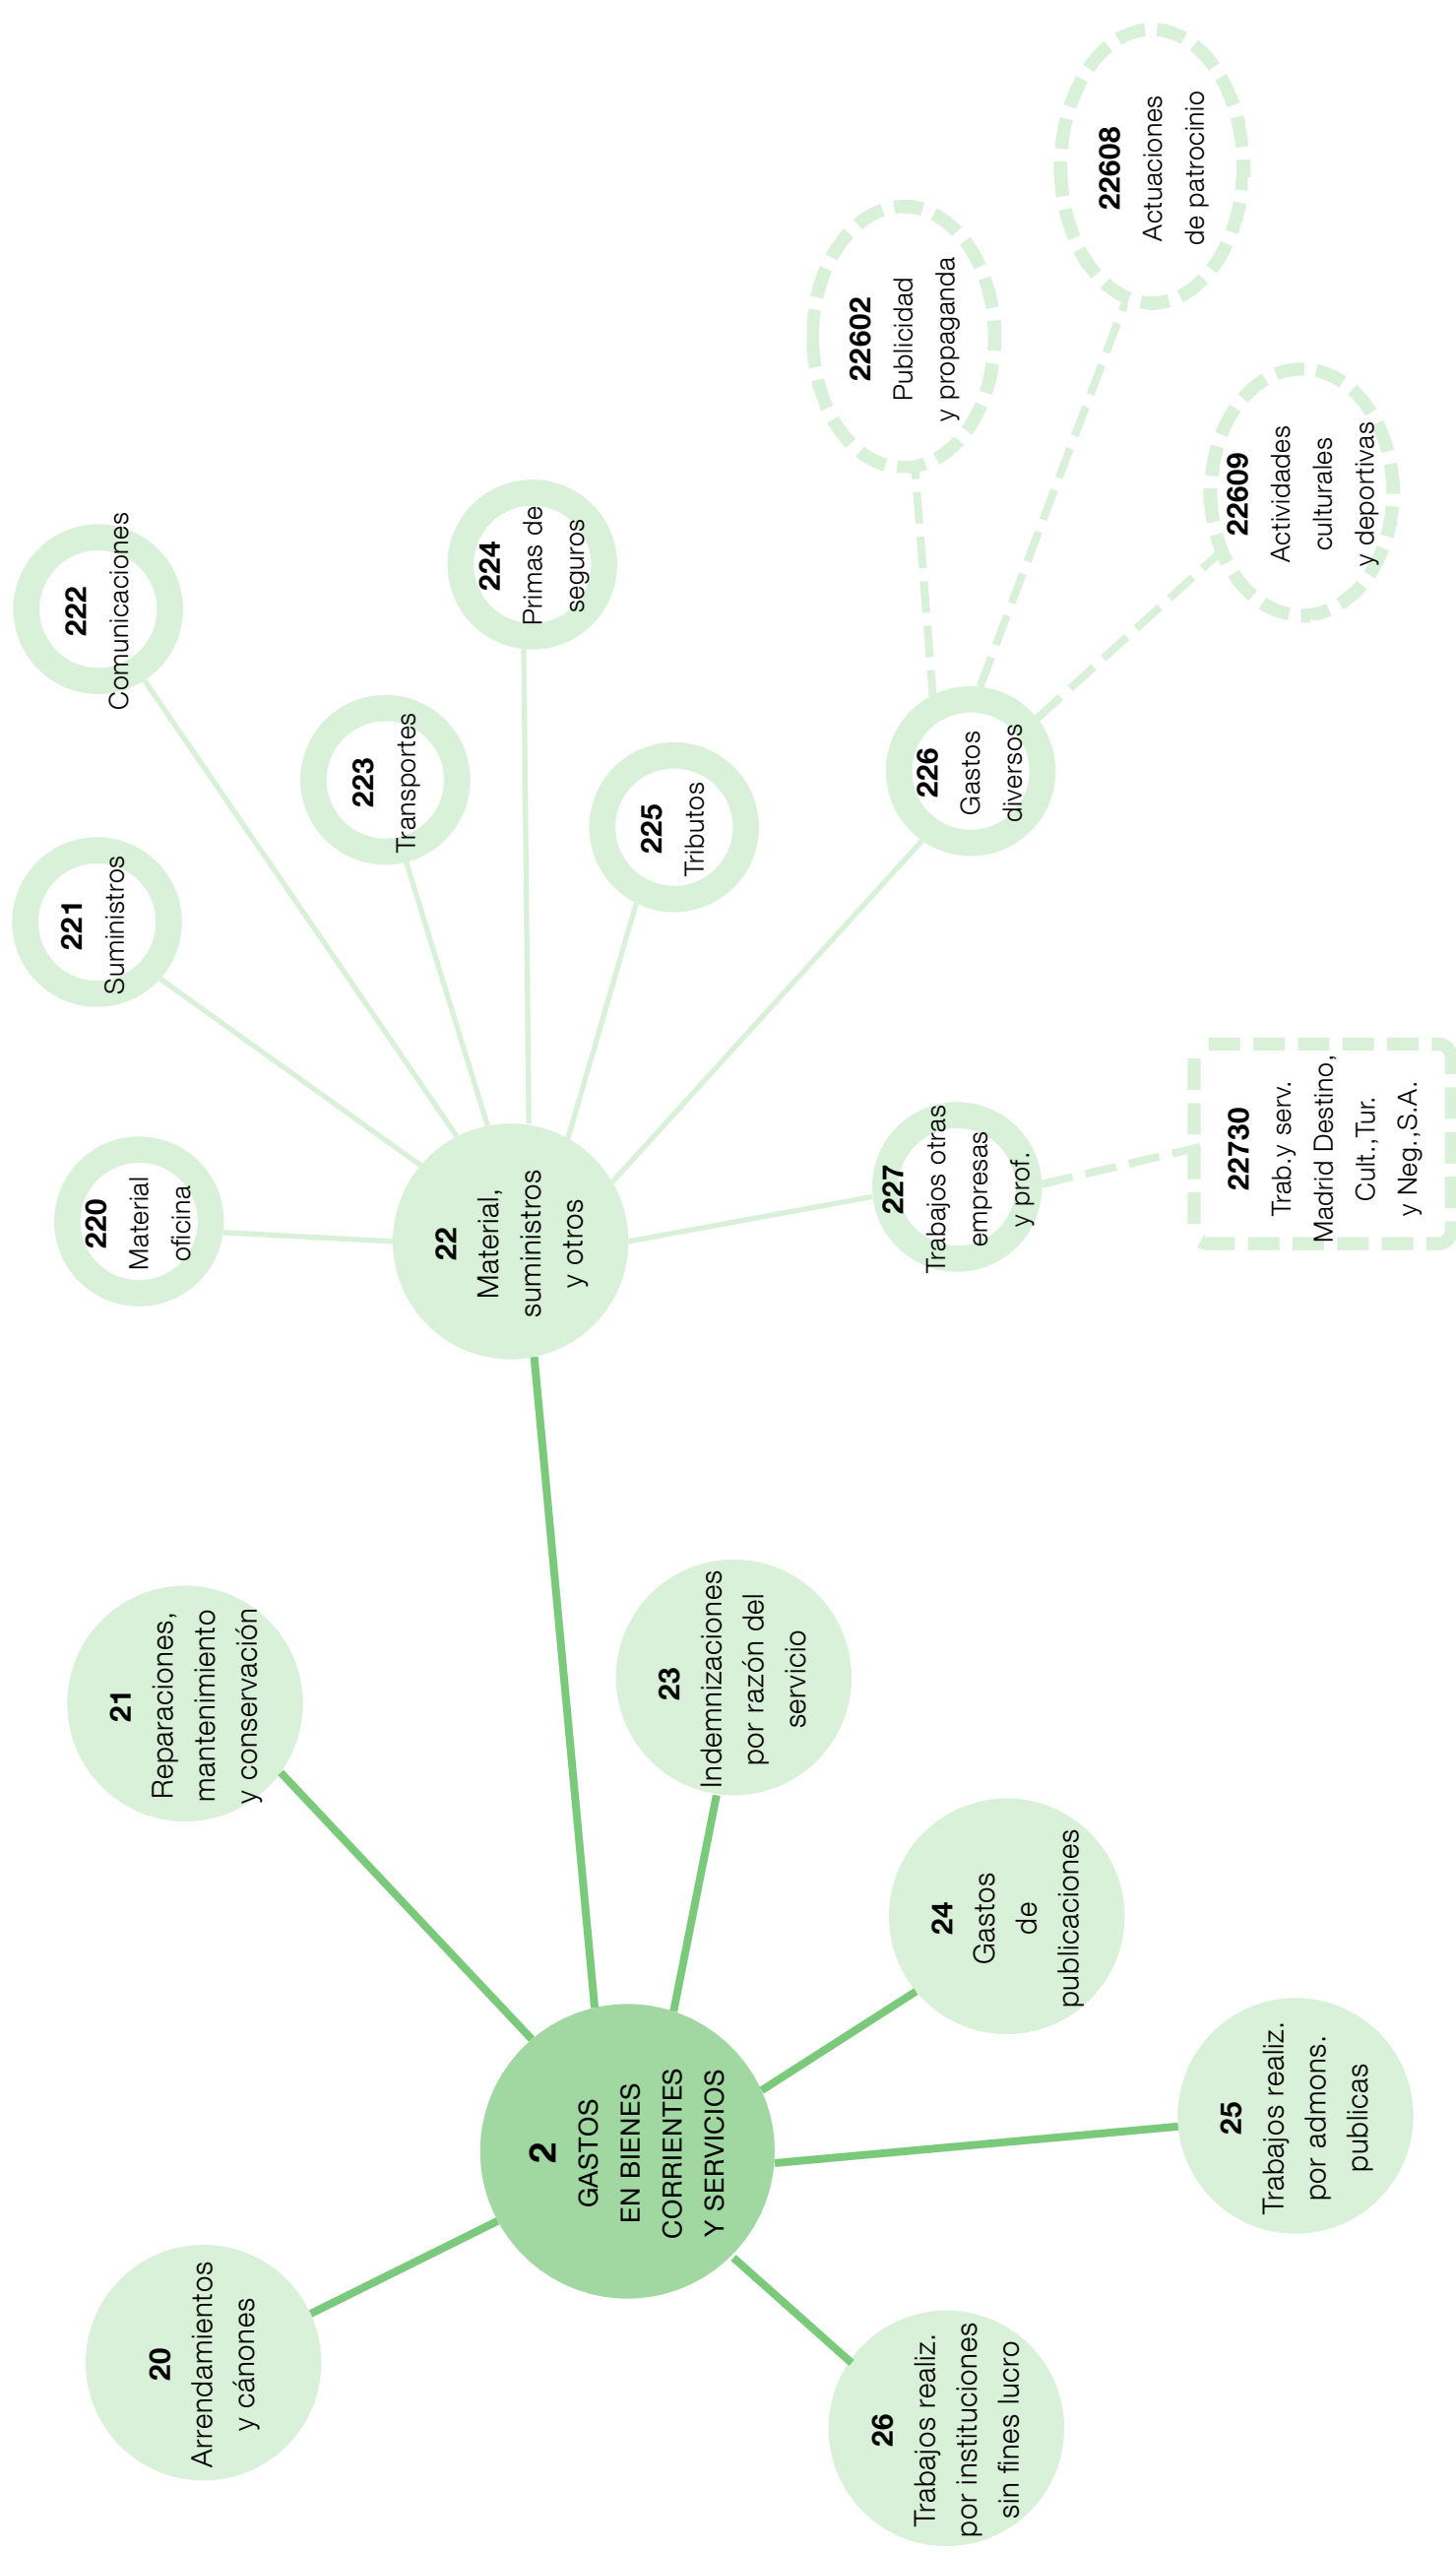 2
GASTOS
EN BIENES
CORRIENTES
Y SERVICIOS
20
Arrendamientos
y cánones
21
Reparaciones,
mantenimiento
y conservación
22
Material,
suministros
y otros
220
Material
oficina
221
Suministros
222
Comunicaciones
223
Transportes
224
Primas de
seguros
225
Tributos
226
Gastos
diversos
22602
Publicidad
y propaganda
22608
Actuaciones
de patrocinio
22609
Actividades
culturales
y deportivas
227
Trabajos otras
empresas
y prof.
22730
Trab.y serv.
Madrid Destino,
Cult.,Tur.
y Neg.,S.A.
23
Indemnizaciones
por razón del
servicio
24
Gastos
de
publicaciones
25
Trabajos realiz.
por admons.
publicas
26
Trabajos realiz.
por instituciones
sin fines lucro